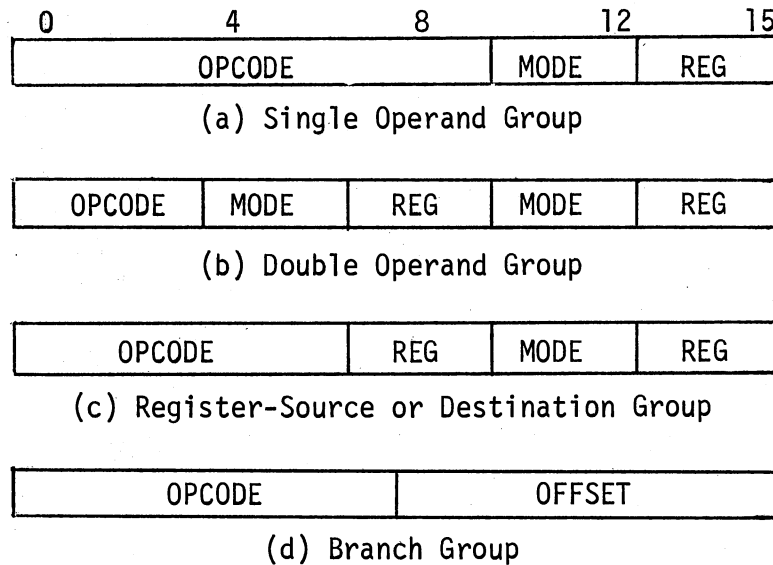 0 4 8 12 15
OPCODE MODE REG
(a) Single Operand Group
OPCODE MODE REG MODE REG
(b) Double Operand Group
OPCODE REG MODE REG
(c) Register-Source or Destination Group
OPCODE OFFSET
(d) Branch Group